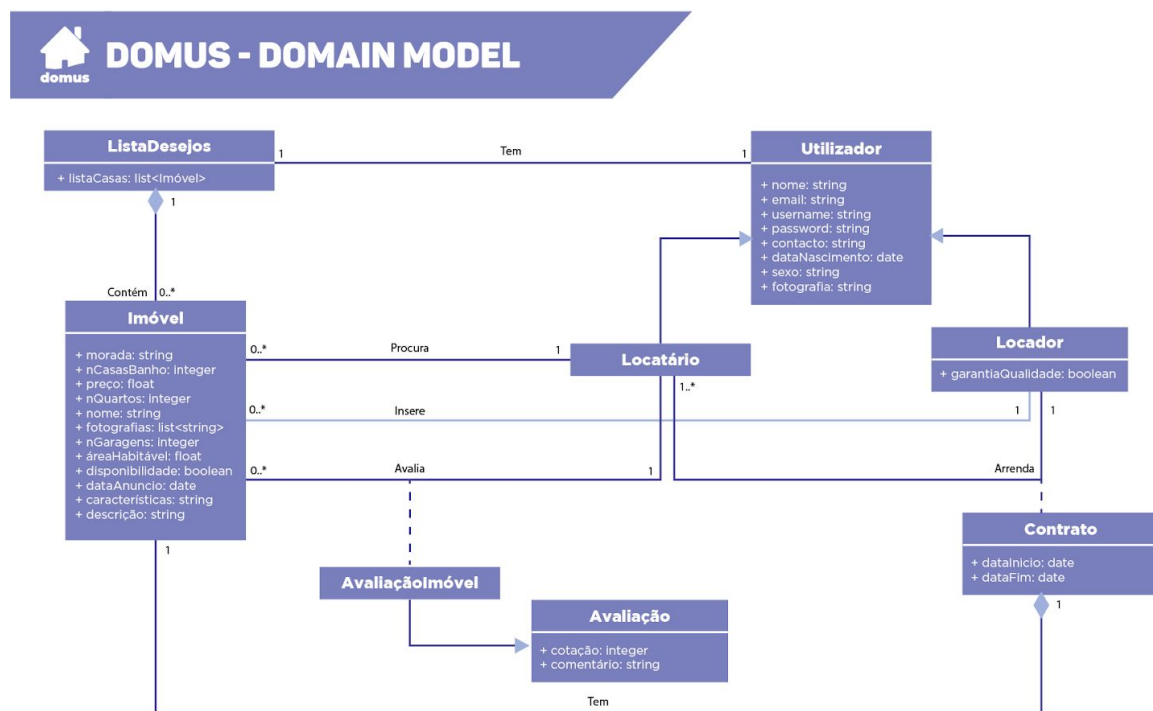 domus
DOMUS - DOMAIN MODEL
ListaDesejos
+ listaCasas: list<Imóvel>
1
Tem
1
Utilizador
+ nome: string
+ email: string
+ username: string
+ password: string
+ contacto: string
+ dataNascimento: date
+ sexo: string
+ fotografia: string
1
Contém
0..*
Imóvel
+ morada: string
+ nCasasBanho: integer
+ preço: float
+ nQuartos: integer
+ nome: string
+ fotografias: list<string>
+ nGaragens: integer
+ áreaHabitável: float
+ disponibilidade: boolean
+ dataAnuncio: date
+ características: string
+ descrição: string
0..*
Procura
1
Locatário
1..*
Locador
+ garantiaQualidade: boolean
0..*
Insere
1
1
0..*
Avalia
1
Arrenda
1
AvaliaçãoImóvel
Avaliação
+ cotação: integer
+ comentário: string
Contrato
+ dataInicio: date
+ dataFim: date
1
Tem